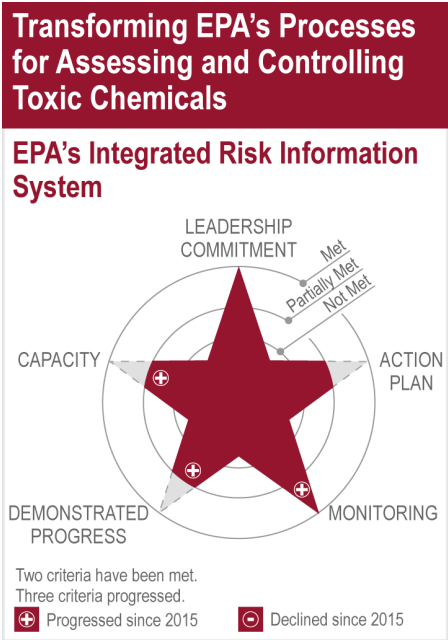 Transforming EPA's Processes
for Assessing and Controlling
Toxic Chemicals
EPA's Integrated Risk Information
System
LEADERSHIP
COMMITMENT
Met
Partially Met
Not Met
CAPACITY
ACTION
PLAN
DEMONSTRATED
PROGRESS
MONITORING
Two criteria have been met.
Three criteria progressed.
Progressed since 2015
Declined since 2015